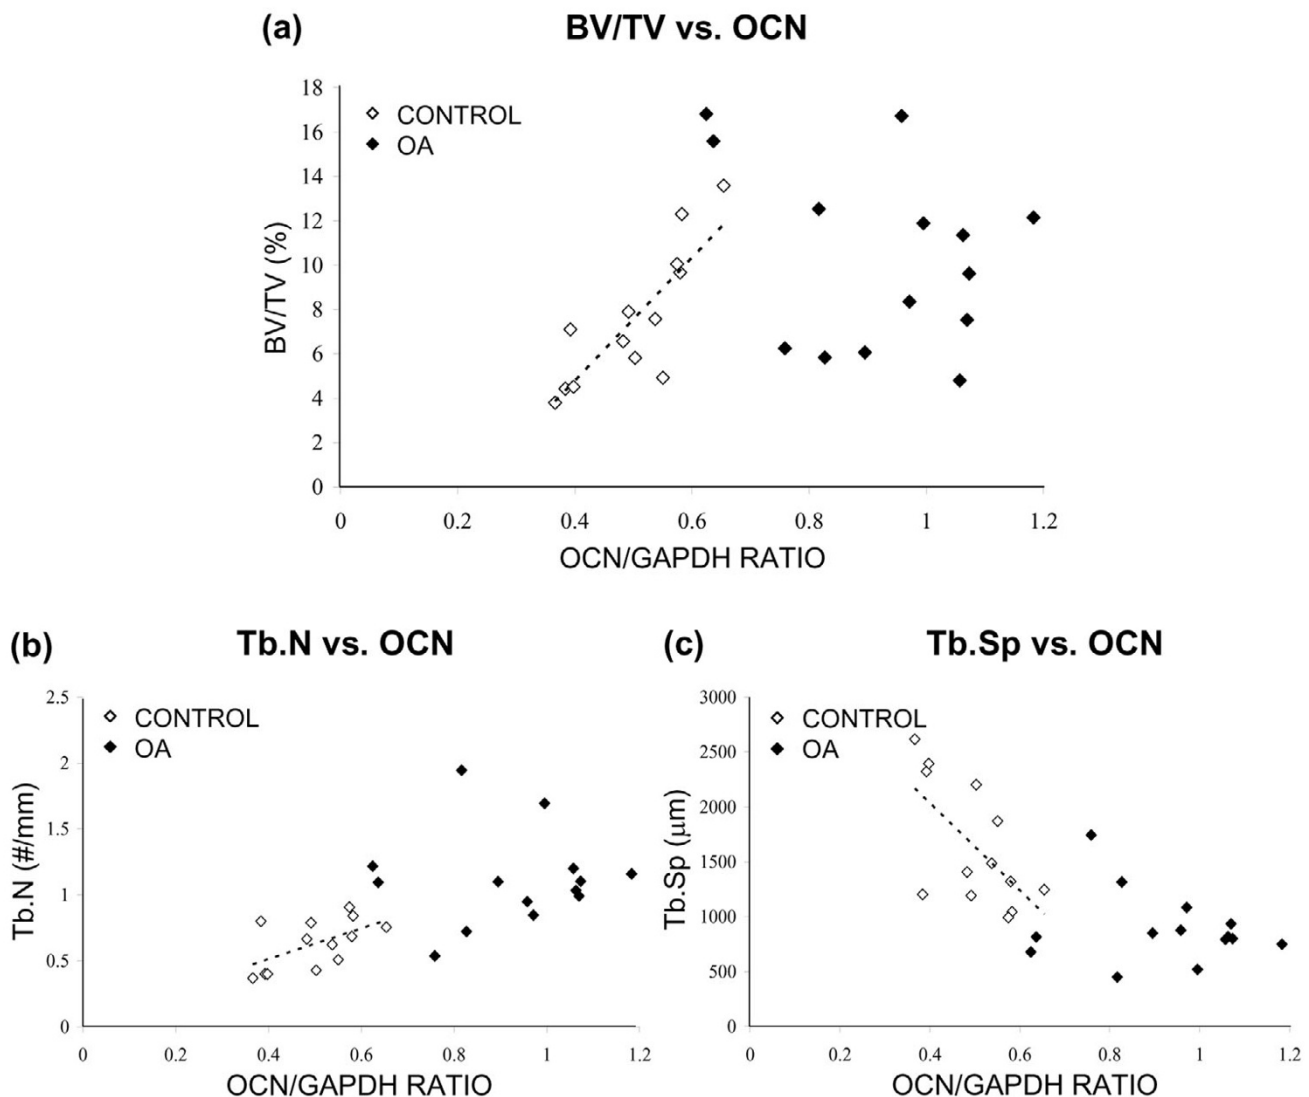 (a) BV/TV vs. OCN
CONTROL
OA
BV/TV (%)
18
16
14
12
10
8
6
4
2
0
0 0.2 0.4 0.6 0.8 1 1.2
OCN/GAPDH RATIO
(b) Tb.N vs. OCN
CONTROL
OA
Tb.N (#/mm)
2.5
2
1.5
1
0.5
0
0 0.2 0.4 0.6 0.8 1 1.2
OCN/GAPDH RATIO
(c) Tb.Sp vs. OCN
CONTROL
OA
Tb.Sp (μm)
3000
2500
2000
1500
1000
500
0
0 0.2 0.4 0.6 0.8 1 1.2
OCN/GAPDH RATIO